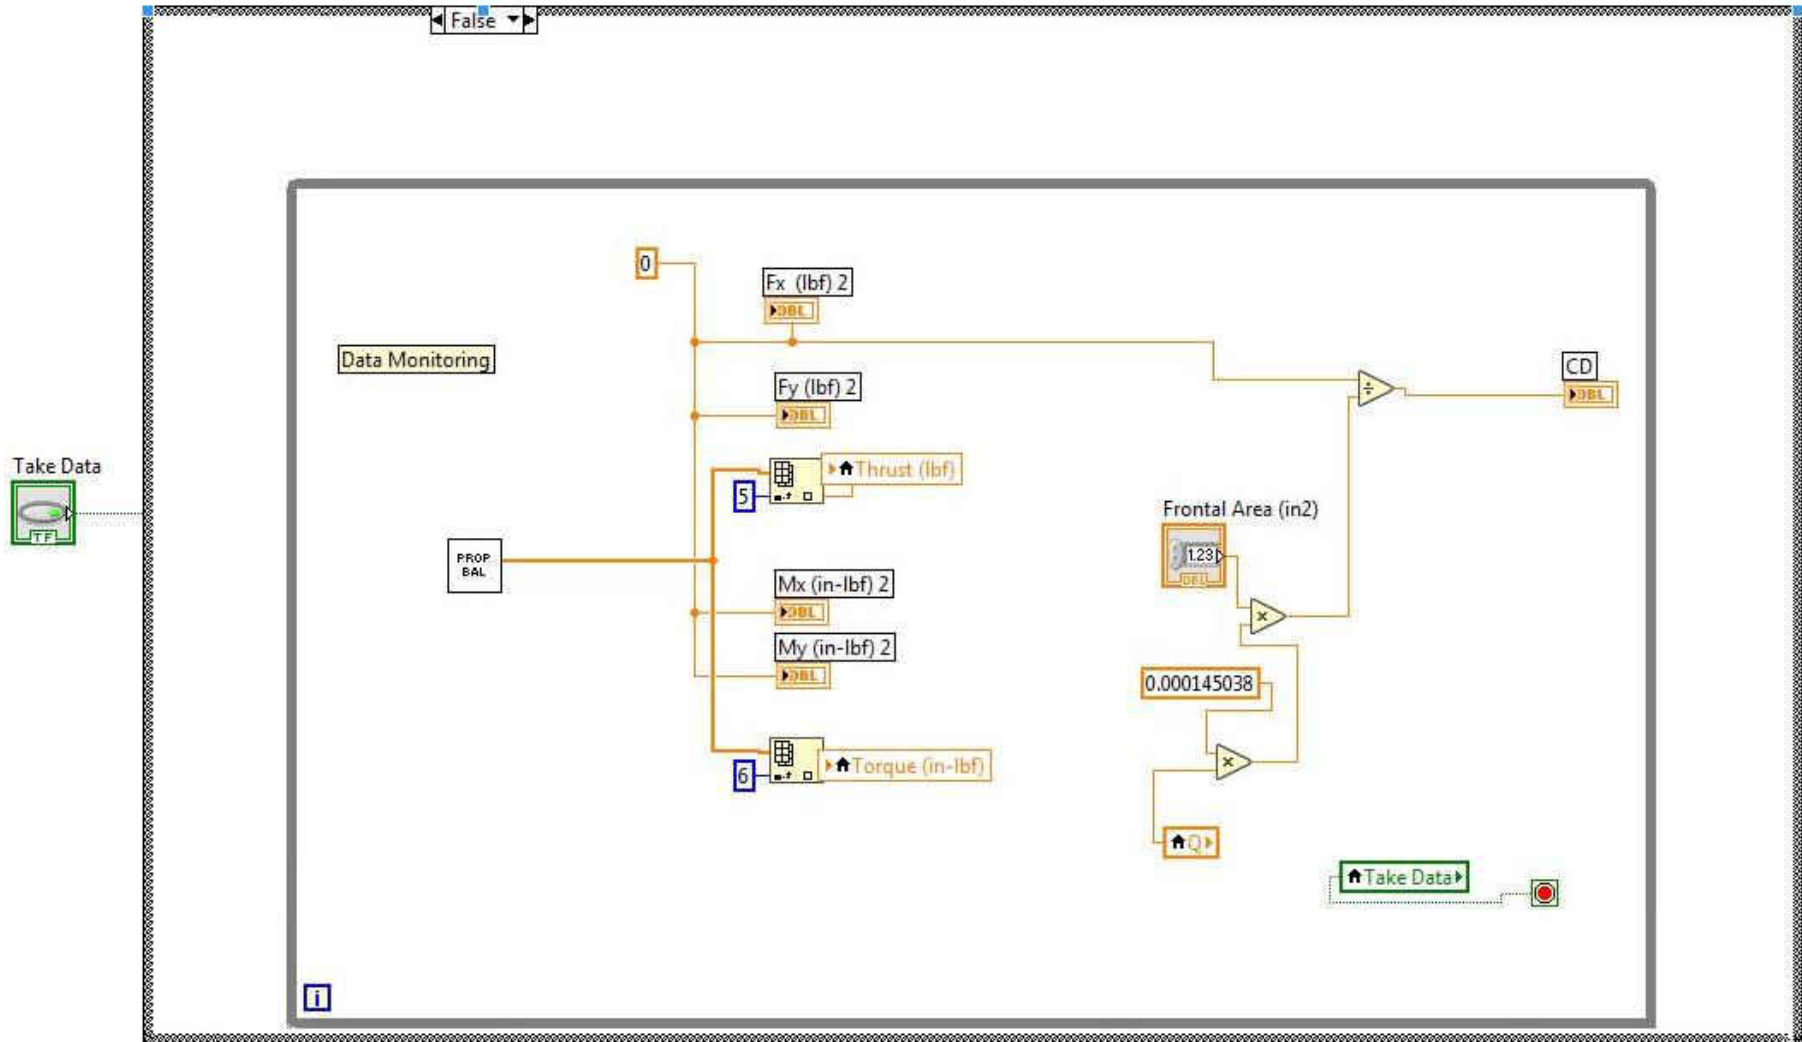 False
0
Fx  (lbf) 2
DBL
Data Monitoring
CD
DBL
Fy (lbf) 2
DBL
Take Data
TF
Thrust (lbf)
5
Frontal Area (in2)
1.23
DBL
PROP
BAL
Mx (in-lbf) 2
DBL
×
My (in-lbf) 2
DBL
0.000145038
÷
×
6
Torque (in-lbf)
Q
Take Data
i